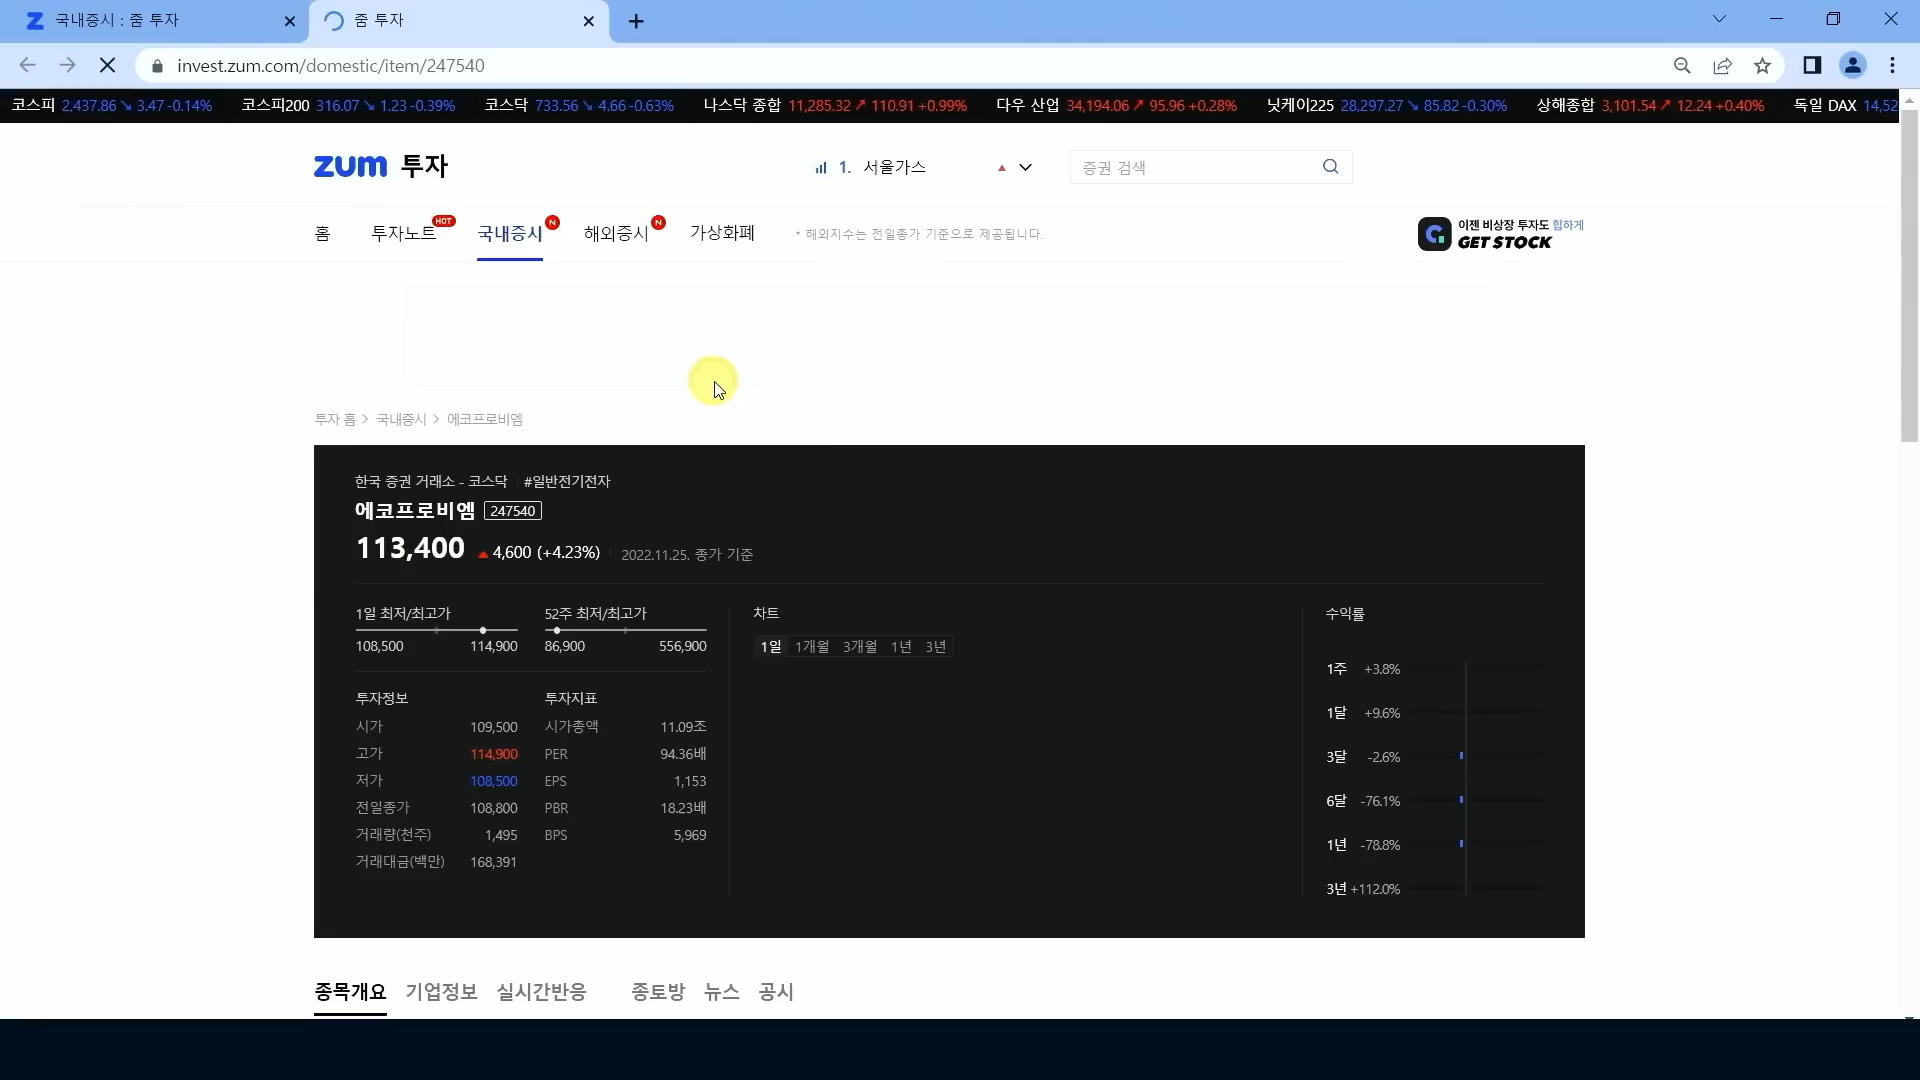 국내증시 : 줌 투자
줌 투자
invest.zum.com/domestic/item/247540
코스피 2,437.86 ↘ 3.47 -0.14% 코스피200 316.07 ↘ 1.23 -0.39% 코스닥 733.56 ↘ 4.66 -0.63% 나스닥 종합 11,285.32 ↗ 110.91 +0.99% 다우 산업 34,194.06 ↗ 95.96 +0.28% 닛케이225 28,297.27 ↘ 85.82 -0.30% 상해종합 3,101.54 ↗ 12.24 +0.40% 독일 DAX 14,52
zum 투자
1. 서울가스
증권 검색
홈 투자노트 HOT 국내증시 N 해외증시 N 가상화폐 * 해외지수는 전일종가 기준으로 제공됩니다.
이젠 비상장 투자도 힙하게
GET STOCK
투자 홈 > 국내증시 > 에코프로비엠
한국 증권 거래소 - 코스닥 #일반전기전자
에코프로비엠 247540
113,400 ▲ 4,600 (+4.23%) 2022.11.25. 종가 기준
1일 최저/최고가
108,500 114,900
52주 최저/최고가
86,900 556,900
투자정보
시가 109,500
고가 114,900
저가 108,500
전일종가 108,800
거래량(천주) 1,495
거래대금(백만) 168,391
투자지표
시가총액 11.09조
PER 94.36배
EPS 1,153
PBR 18.23배
BPS 5,969
차트
1일 1개월 3개월 1년 3년
수익률
1주 +3.8%
1달 +9.6%
3달 -2.6%
6달 -76.1%
1년 -78.8%
3년 +112.0%
종목개요 기업정보 실시간반응 종토방 뉴스 공시